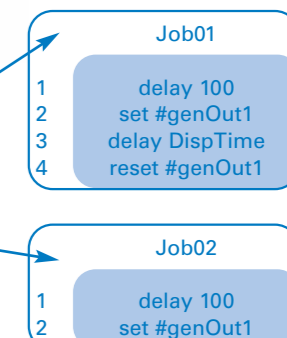 Job01
1 delay 100
2 set #genOut1
3 delay DispTime
4 reset #genOut1
Job02
1 delay 100
2 set #genOut1